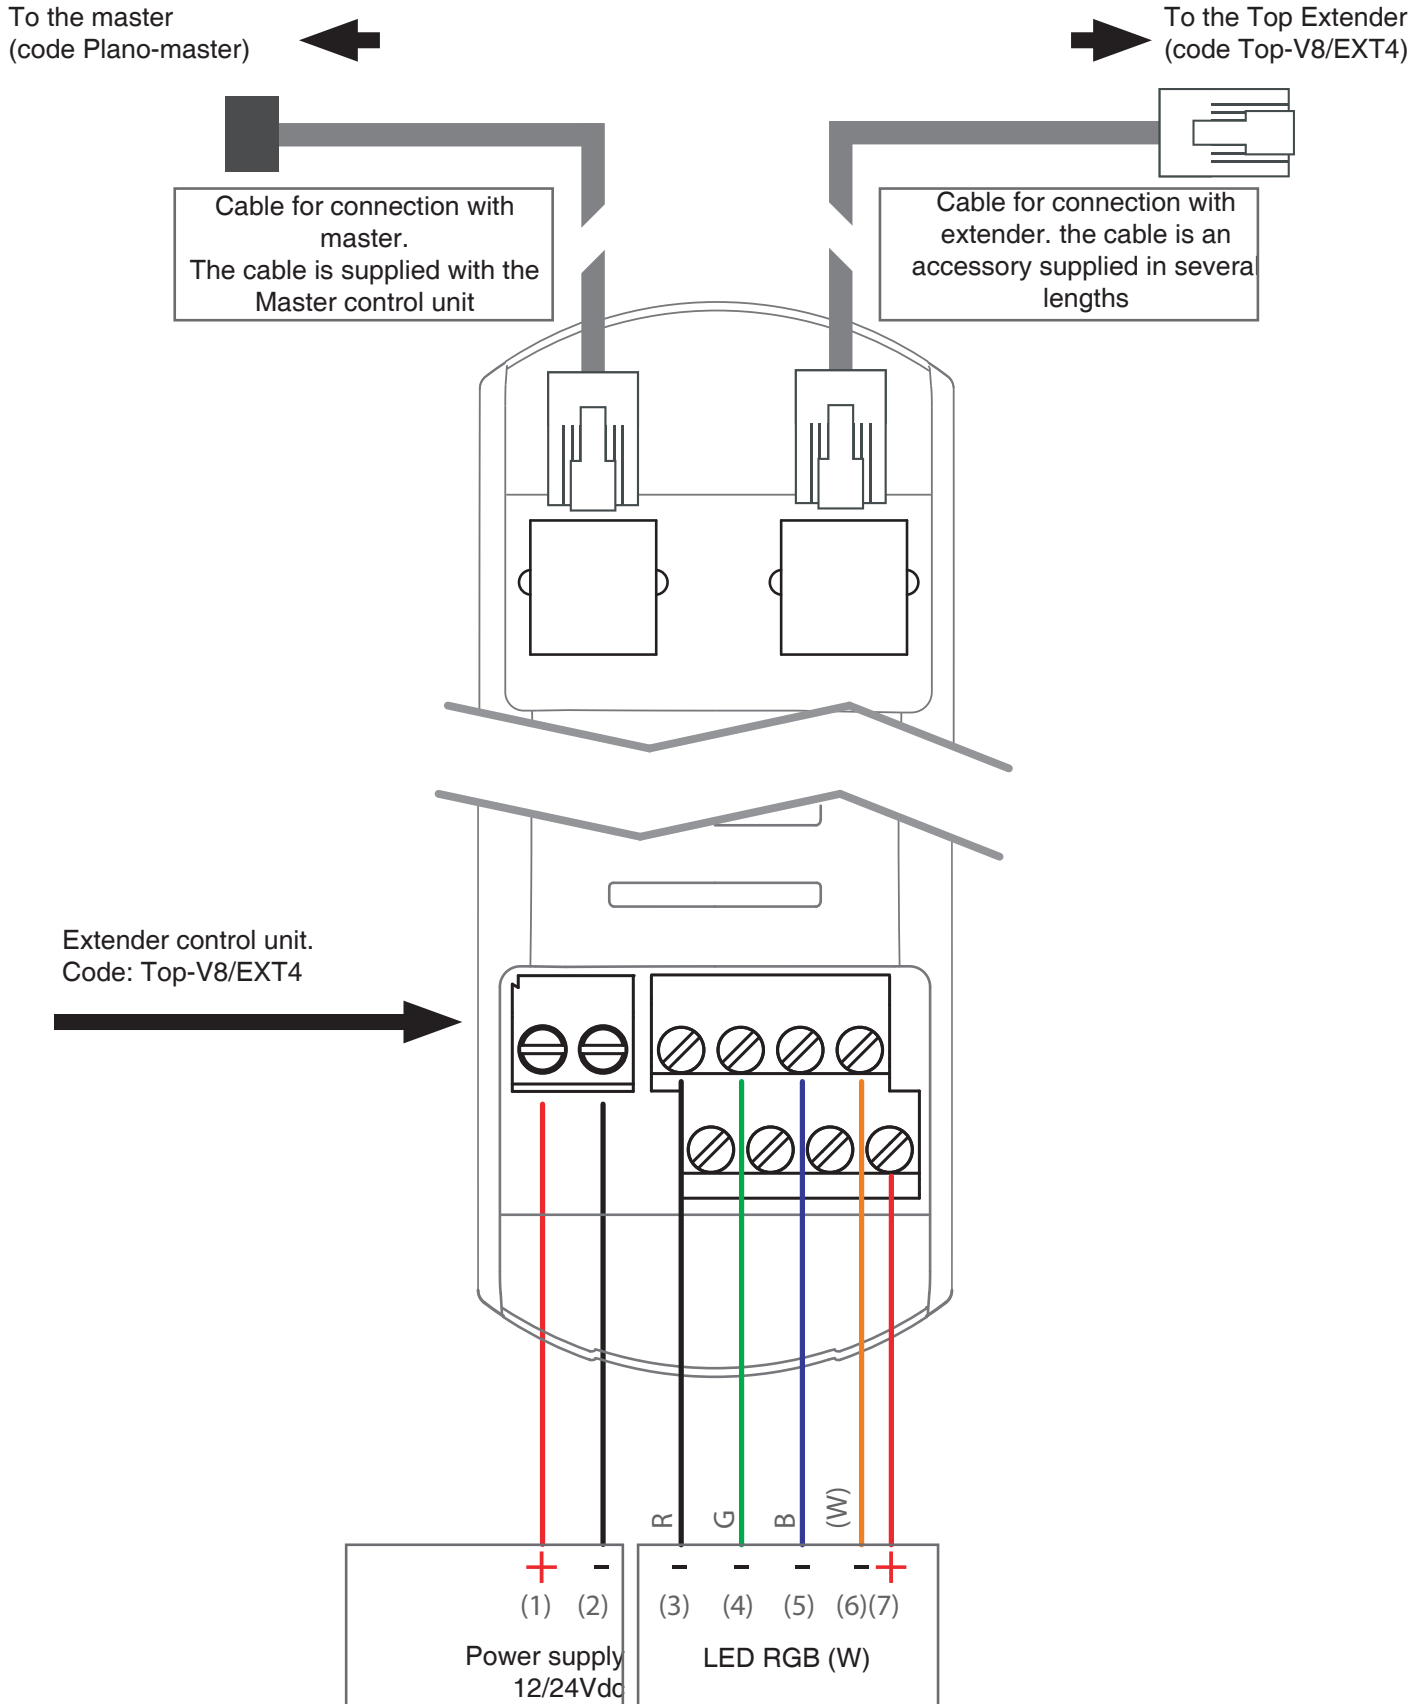 To the master
(code Plano-master)
To the Top Extender
(code Top-V8/EXT4)
Cable for connection with
master.
The cable is supplied with the
Master control unit
Cable for connection with
extender. the cable is an
accessory supplied in several
lengths
Extender control unit.
Code: Top-V8/EXT4
R
G
B
(W)
+ - - - - - +
(1) (2) (3) (4) (5) (6) (7)
Power supply
12/24Vdc
LED RGB (W)